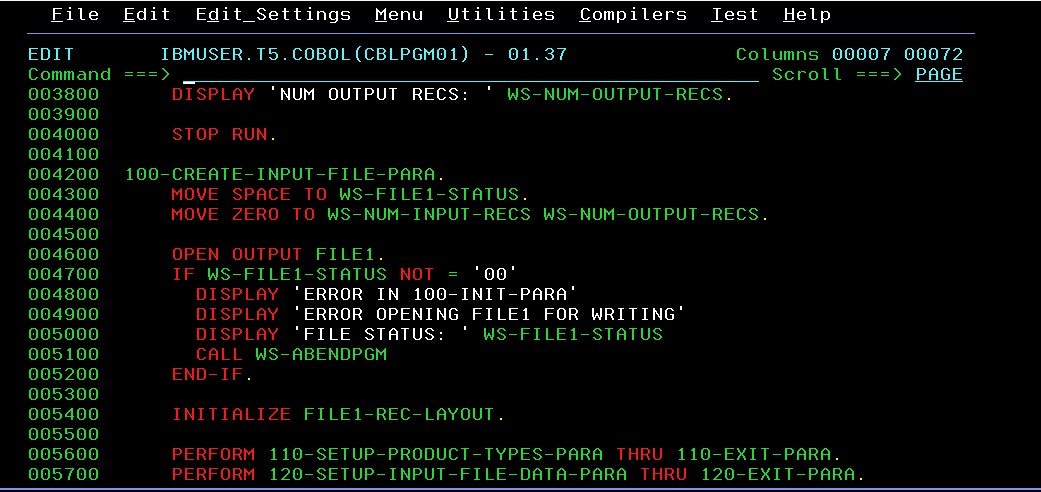 File Edit Edit_Settings Menu Utilities Compilers Test Help
EDIT IBMUSER.T5.COBOL(CBLPGM01) - 01.37 Columns 00007 00072
Command ===> Scroll ===> PAGE
003800 DISPLAY 'NUM OUTPUT RECS: ' WS-NUM-OUTPUT-RECS.
003900
004000 STOP RUN.
004100
004200 100-CREATE-INPUT-FILE-PARA.
004300 MOVE SPACE TO WS-FILE1-STATUS.
004400 MOVE ZERO TO WS-NUM-INPUT-RECS WS-NUM-OUTPUT-RECS.
004500
004600 OPEN OUTPUT FILE1.
004700 IF WS-FILE1-STATUS NOT = '00'
004800 DISPLAY 'ERROR IN 100-INIT-PARA'
004900 DISPLAY 'ERROR OPENING FILE1 FOR WRITING'
005000 DISPLAY 'FILE STATUS: ' WS-FILE1-STATUS
005100 CALL WS-ABENDPGM
005200 END-IF.
005300
005400 INITIALIZE FILE1-REC-LAYOUT.
005500
005600 PERFORM 110-SETUP-PRODUCT-TYPES-PARA THRU 110-EXIT-PARA.
005700 PERFORM 120-SETUP-INPUT-FILE-DATA-PARA THRU 120-EXIT-PARA.